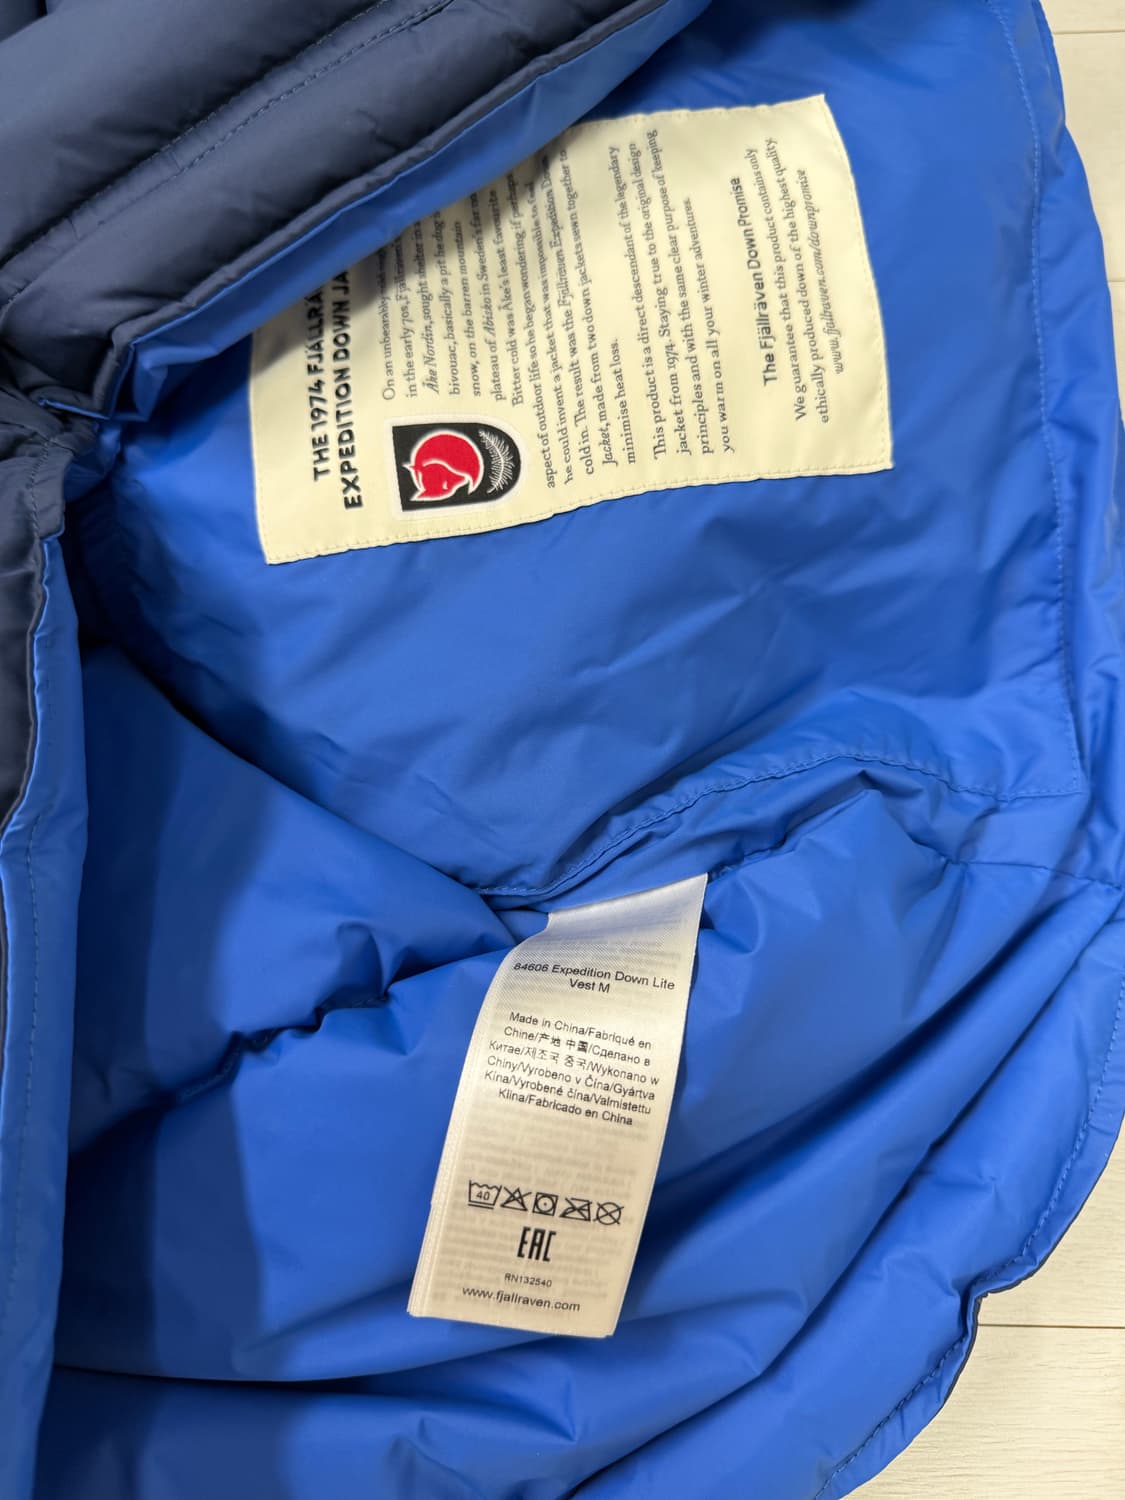 THE 1974 FJÄLLRÄ
EXPEDITION DOWN JA
On an unbearably
in the early 70s, Fjällräven's
Åke Nordin, sought shelter in a
bivouac, basically a pit he dug
snow, on the barren mountain
plateau of Abisko in Sweden's far no
Bitter cold was Åke's least favourite
aspect of outdoor life so he began wondering if perhaps
he could invent a jacket that was impossible to feel
cold in. The result was the Fjällräven Expedition Down
Jacket, made from two down jackets sewn together to
minimise heat loss.
This product is a direct descendant of the legendary
jacket from 1974. Staying true to the original design
principles and with the same clear purpose of keeping
you warm on all your winter adventures.
The Fjällräven Down Promise
We guarantee that this product contains only
ethically produced down of the highest quality
www.fjallraven.com/downpromise
84606 Expedition Down Lite
Vest M
Made in China/Fabriqué en
Chine/产地 中国/Сделано в
Китае/제조국 중국/Wykonano w
Chiny/Vyrobeno v Čína/Gyártva
Kína/Vyrobené čína/Valmistettu
Kiina/Fabricado en China
40
EAC
RN132540
www.fjallraven.com